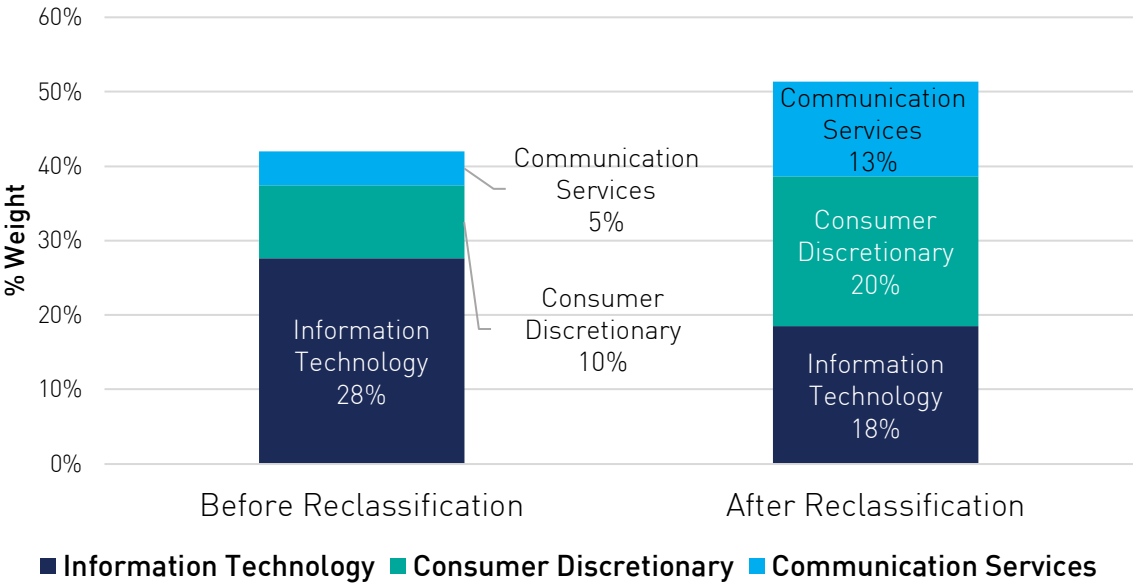 60%
50%
40%
30%
20%
10%
0%
% Weight
Information
Technology
28%
Communication
Services
5%
Consumer
Discretionary
10%
Communication
Services
13%
Consumer
Discretionary
20%
Information
Technology
18%
Before Reclassification
After Reclassification
Information Technology
Consumer Discretionary
Communication Services